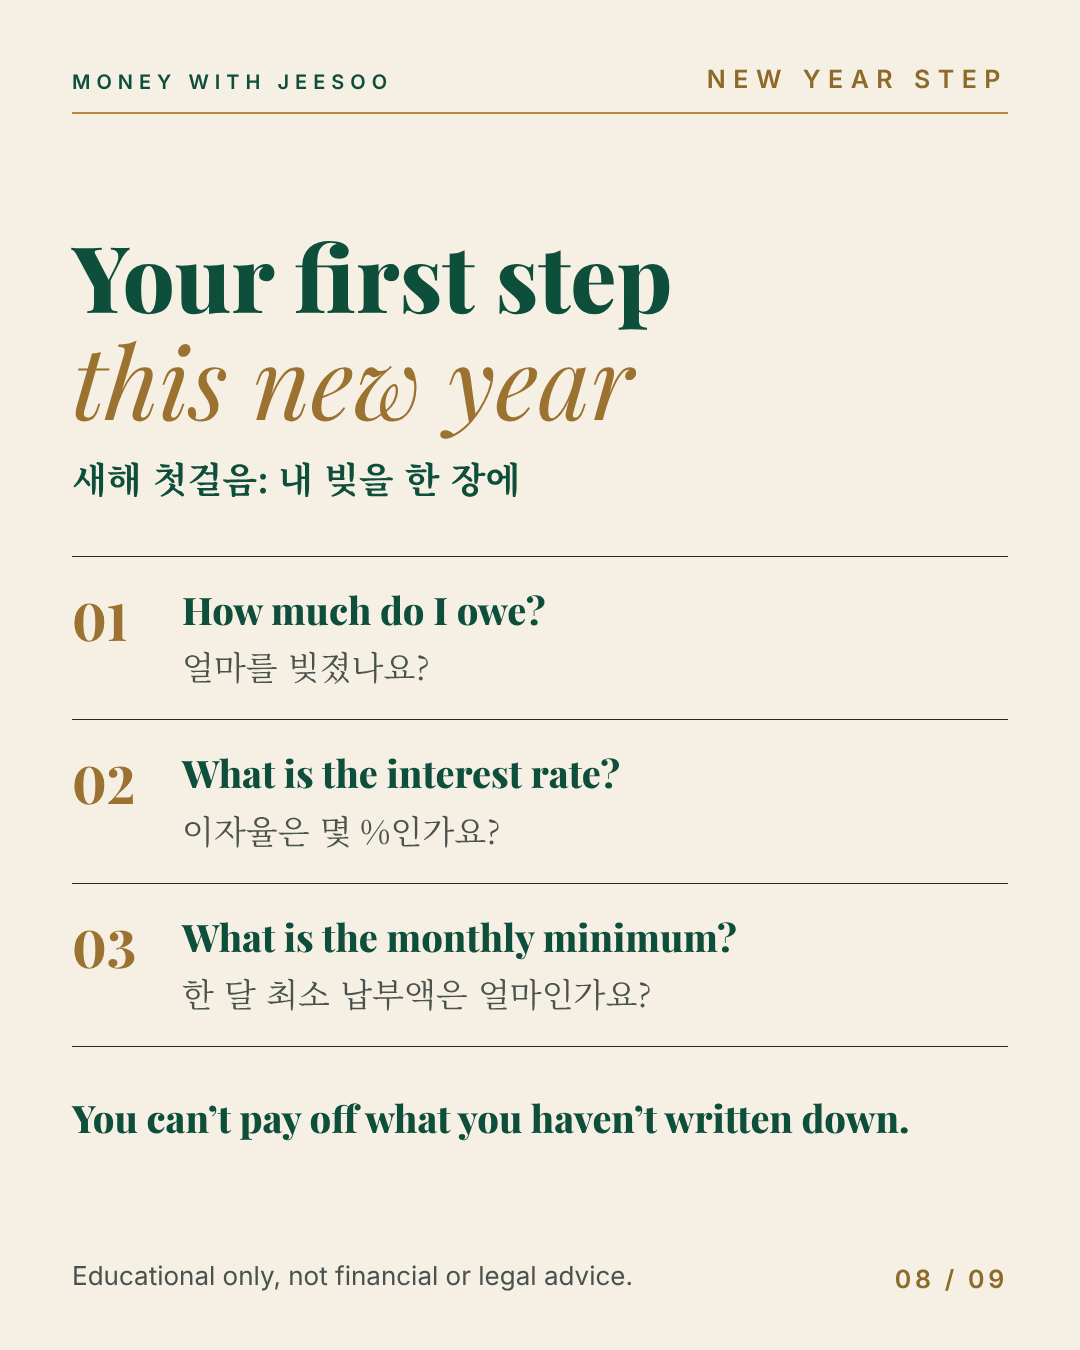 MONEY WITH JEESOO
NEW YEAR STEP
Your first step
this new year
새해 첫걸음: 내 빚을 한 장에
01
How much do I owe?
얼마를 빚졌나요?
02
What is the interest rate?
이자율은 몇 %인가요?
03
What is the monthly minimum?
한 달 최소 납부액은 얼마인가요?
You can’t pay off what you haven’t written down.
Educational only, not financial or legal advice.
08 / 09